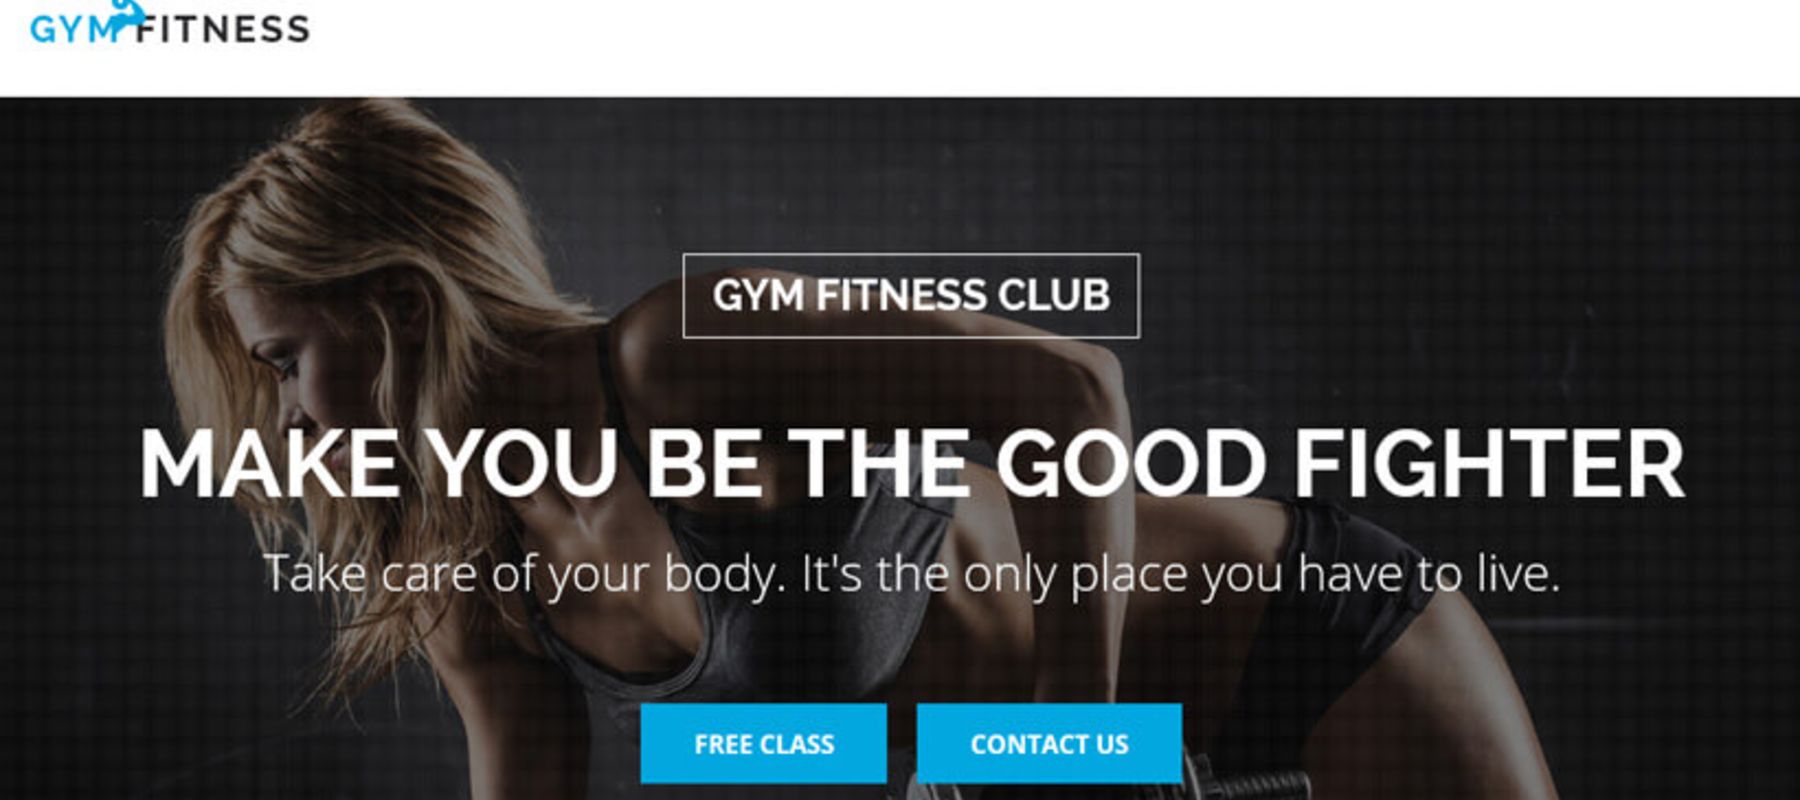 GYM FITNESS
GYM FITNESS CLUB
MAKE YOU BE THE GOOD FIGHTER
Take care of your body. It's the only place you have to live.
FREE CLASS
CONTACT US